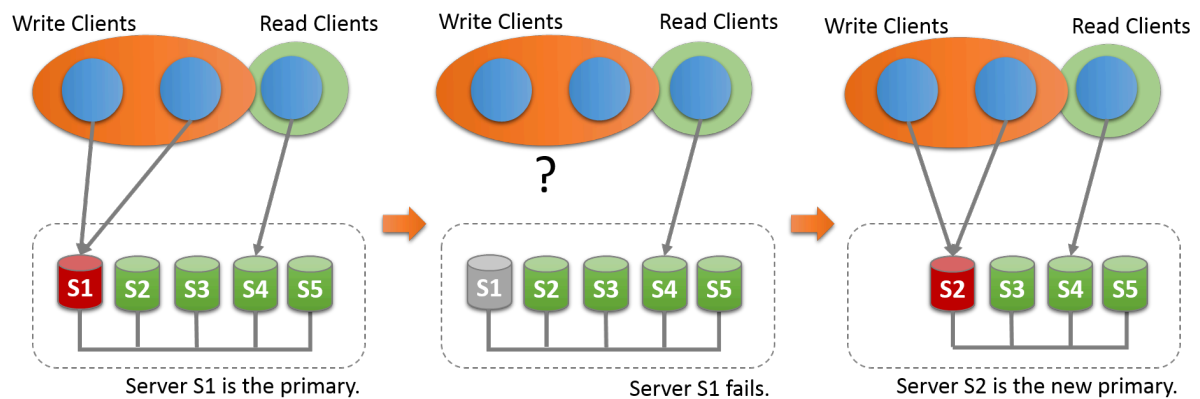 Write Clients
Read Clients
S1
S2
S3
S4
S5
Server S1 is the primary.
Write Clients
Read Clients
?
S1
S2
S3
S4
S5
Server S1 fails.
Write Clients
Read Clients
S2
S3
S4
S5
Server S2 is the new primary.